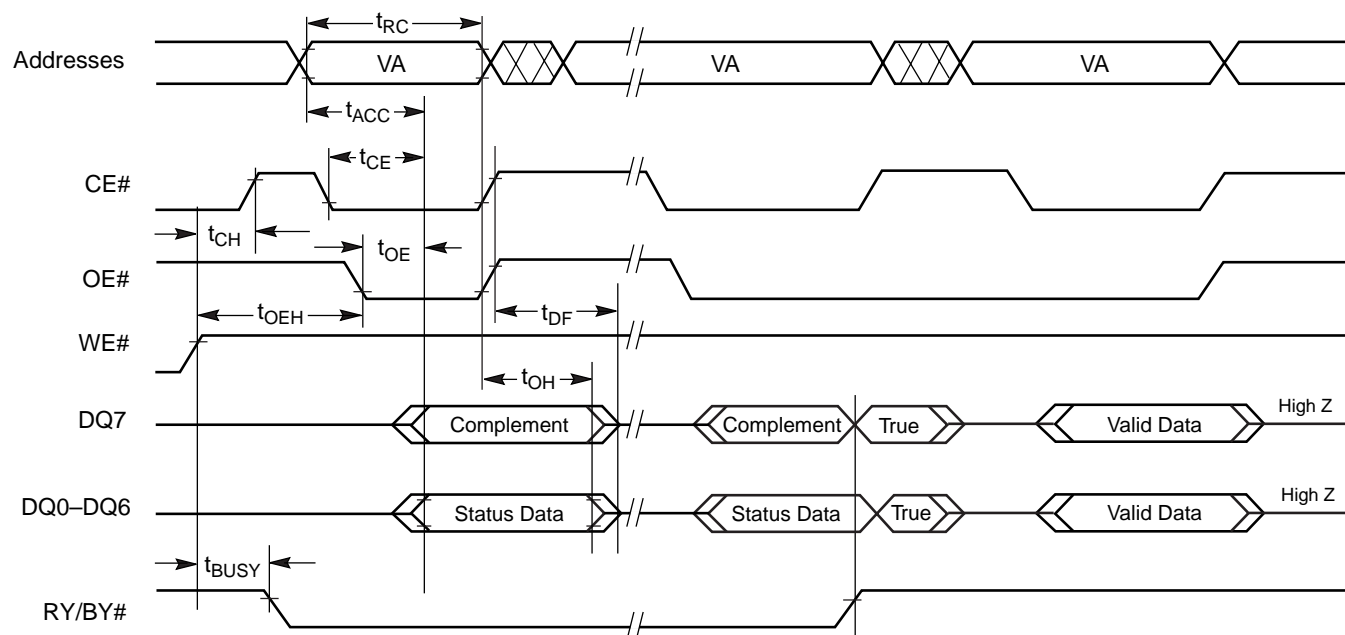 tRC
Addresses VA VA VA
tACC
tCE
CE#
tCH tOE
OE#
tOEH tDF
WE#
tOH
DQ7 Complement Complement True Valid Data High Z
DQ0–DQ6 Status Data Status Data True Valid Data High Z
tBUSY
RY/BY#